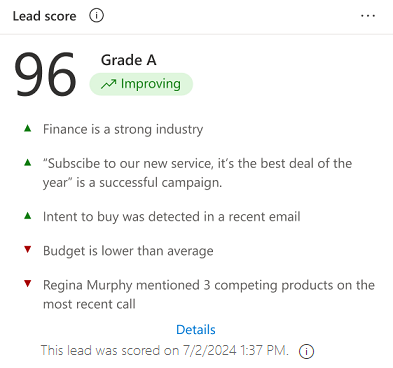 Lead score
96
Grade A
Improving
Finance is a strong industry
“Subscibe to our new service, it’s the best deal of the
year” is a successful campaign.
Intent to buy was detected in a recent email
Budget is lower than average
Regina Murphy mentioned 3 competing products on the
most recent call
Details
This lead was scored on 7/2/2024 1:37 PM.